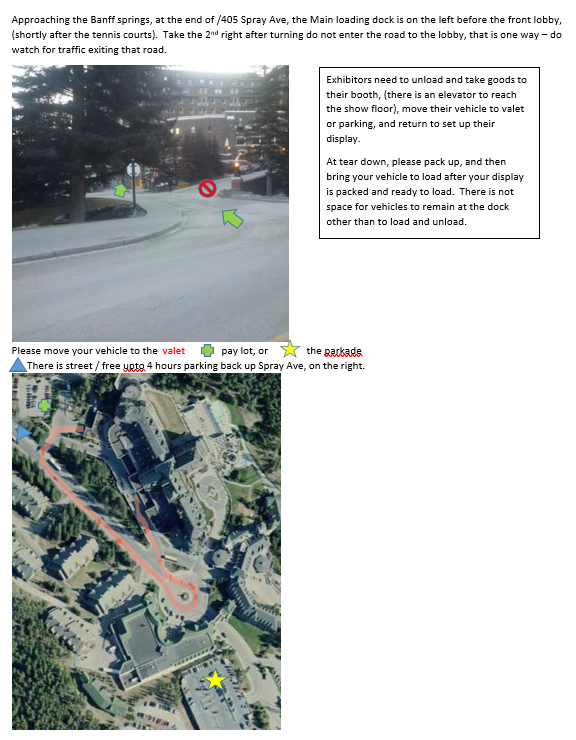 Approaching the Banff springs, at the end of /405 Spray Ave, the Main loading dock is on the left before the front lobby,
(shortly after the tennis courts).  Take the 2nd right after turning do not enter the road to the lobby, that is one way – do
watch for traffic exiting that road.
Exhibitors need to unload and take goods to
their booth, (there is an elevator to reach
the show floor), move their vehicle to valet
or parking, and return to set up their
display.
At tear down, please pack up, and then
bring your vehicle to load after your display
is packed and ready to load.  There is not
space for vehicles to remain at the dock
other than to load and unload.
Please move your vehicle to the valet pay lot, or the parkade
There is street / free upto 4 hours parking back up Spray Ave, on the right.